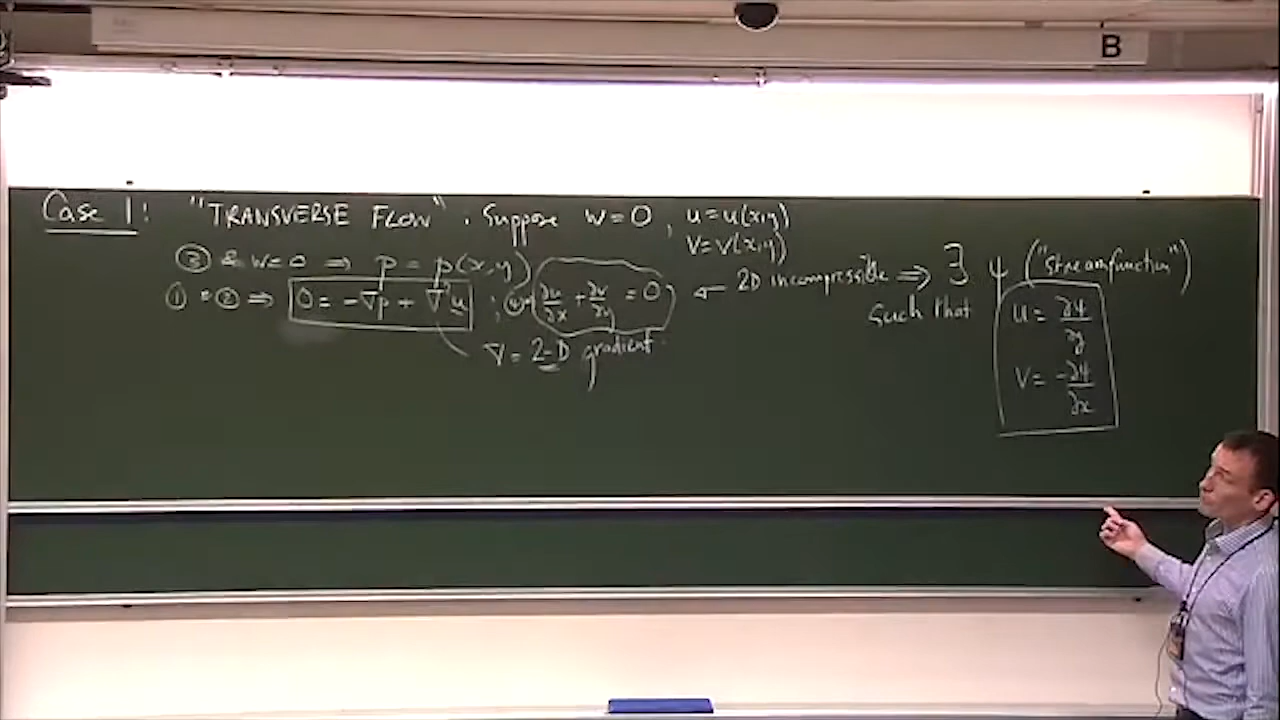 B
Case 1: "TRANSVERSE FLOW". Suppose w=0, u=u(x,y)
v=v(x,y)
③ & w=0 ⇒ p = p(x,y)
① & ② ⇒ 0 = -∇p + ∇²u ; ④ ∂u/∂x + ∂v/∂y = 0 ← 2D incompressible ⇒ ∃ ψ ("streamfunction")
such that
u = ∂ψ/∂y
v = -∂ψ/∂x
∇ = 2-D gradient.